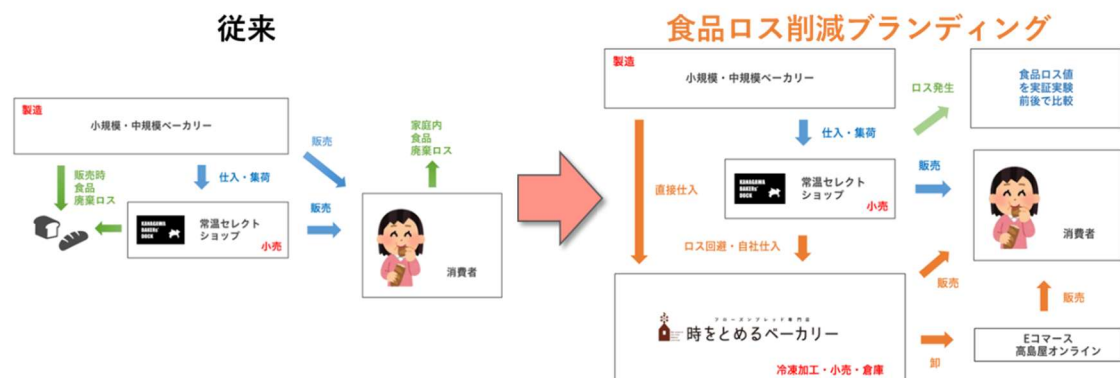 従来
製造
小規模・中規模ベーカリー
販売時
食品
廃棄ロス
仕入・集荷
販売
家庭内
食品
廃棄ロス
KANAGAWA
BAKERS'
DOCK
常温セレクト
ショップ
小売
販売
消費者
食品ロス削減ブランディング
製造
小規模・中規模ベーカリー
ロス発生
食品ロス値
を実証実験
前後で比較
仕入・集荷
直接仕入
KANAGAWA
BAKERS'
DOCK
常温セレクト
ショップ
小売
販売
消費者
ロス回避・自社仕入
フローズンブレッド専門店
時をとめるベーカリー
冷凍加工・小売・倉庫
販売
販売
卸
Eコマース
高島屋オンライン